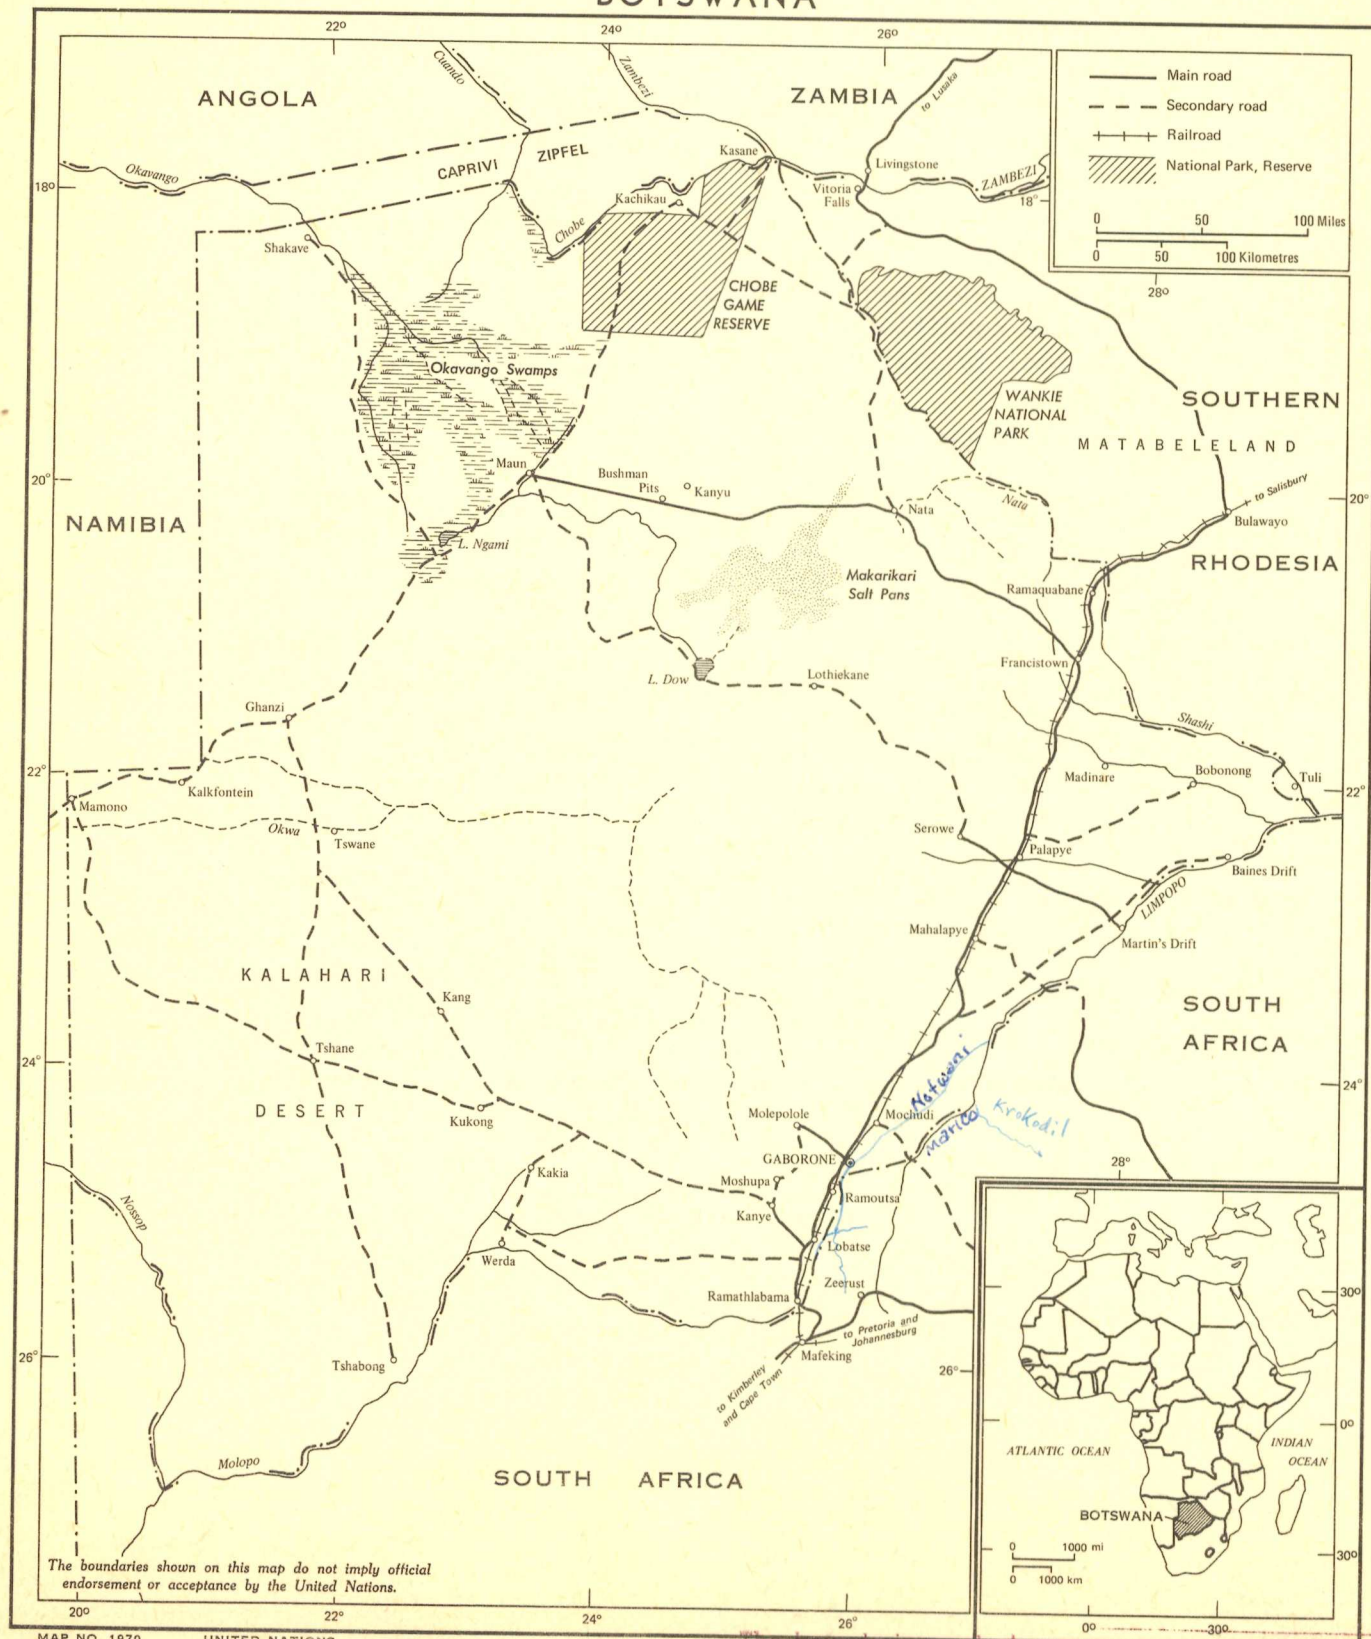 BOTSWANA
22°
24°
26°
ANGOLA
ZAMBIA
Cuando
Zambezi
to Lusaka
Main road
Secondary road
Railroad
National Park, Reserve
0 50 100 Miles
0 50 100 Kilometres
28°
Okavango
CAPRIVI ZIPFEL
Kasane
Livingstone
Vitoria
Falls
ZAMBEZI
18°
18°
Kachikau
Chobe
Shakave
CHOBE
GAME
RESERVE
Okavango Swamps
WANKIE
NATIONAL
PARK
SOUTHERN
MATABELELAND
Maun
Bushman
Pits
Kanyu
20°
Nata
Nata
to Salisbury
20°
Bulawayo
NAMIBIA
L. Ngami
RHODESIA
Makarikari
Salt Pans
Ramaquabane
Francistown
L. Dow
Lothiekane
Ghanzi
Shashi
22°
Kalkfontein
Mamono
Madinare
Bobonong
Tuli
22°
Okwa
Tswane
Serowe
Palapye
Baines Drift
LIMPOPO
Mahalapye
Martin's Drift
KALAHARI
Kang
SOUTH
AFRICA
Tshane
24°
24°
DESERT
Kukong
Notwani
Marico
Krokodil
Molepolole
Mochudi
GABORONE
28°
Kakia
Moshupa
Ramoutsa
Kanye
Nossop
Werda
Lobatse
Zeerust
Ramathlabama
to Pretoria and
Johannesburg
Mafeking
26°
26°
Tshabong
to Kimberley
and Cape Town
30°
0°
ATLANTIC OCEAN
INDIAN
OCEAN
Molopo
SOUTH AFRICA
BOTSWANA
0 1000 mi
0 1000 km
30°
The boundaries shown on this map do not imply official
endorsement or acceptance by the United Nations.
20°
22°
24°
26°
0°
30°
MAP NO. 1970 UNITED NATIONS